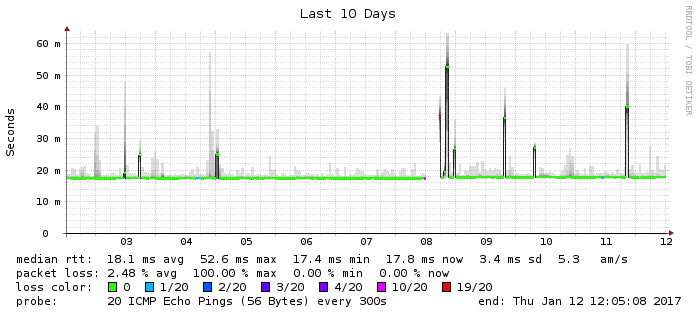 Last 10 Days
RRDTOOL / TOBI OETIKER
Seconds
60 m
50 m
40 m
30 m
20 m
10 m
0
03 04 05 06 07 08 09 10 11 12
median rtt: 18.1 ms avg 52.6 ms max 17.4 ms min 17.8 ms now 3.4 ms sd 5.3 am/s
packet loss: 2.48 % avg 100.00 % max 0.00 % min 0.00 % now
loss color: 0 1/20 2/20 3/20 4/20 10/20 19/20
probe: 20 ICMP Echo Pings (56 Bytes) every 300s end: Thu Jan 12 12:05:08 2017